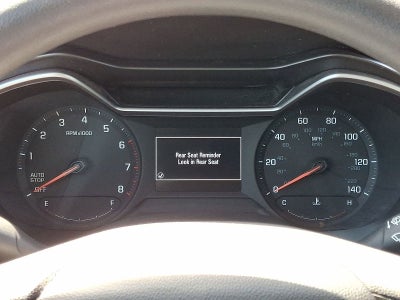 Rear Seat Reminder
Look in Rear Seat
1 2 3 4 5 6 7 8
RPM x1000
AUTO
STOP
OFF
E F
0 20 40 60 80 100 120 140
MPH
km/h
C H